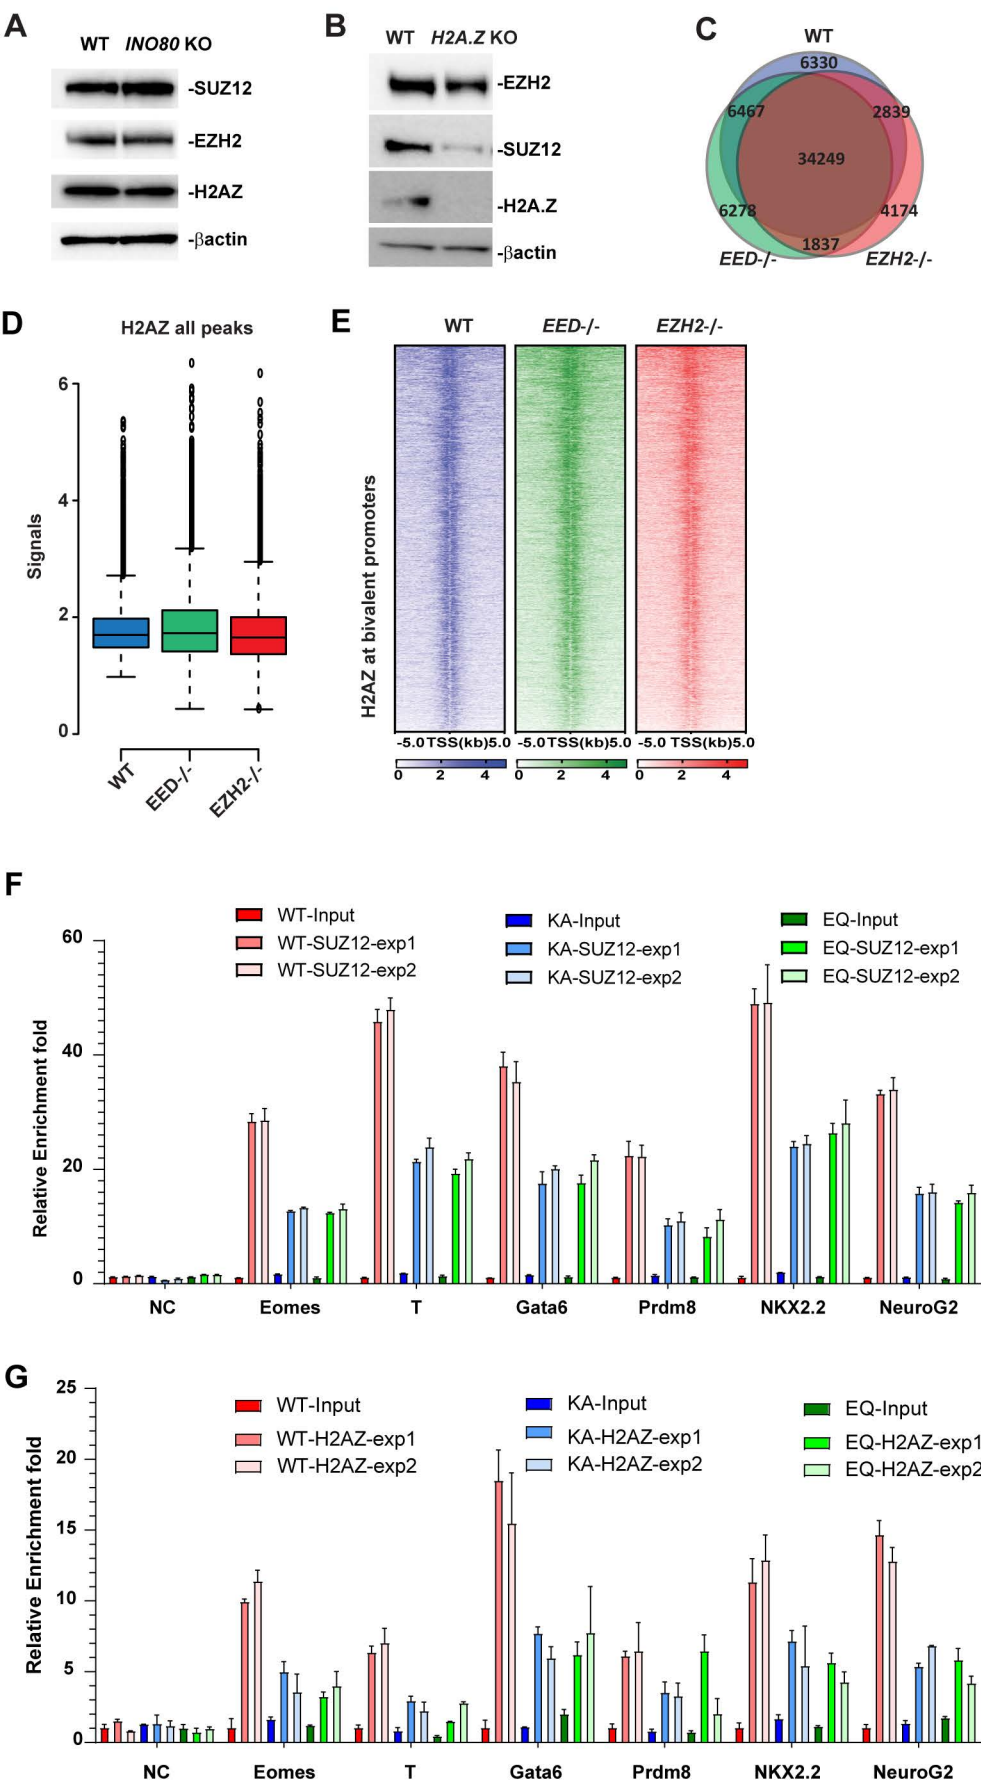 A
WT INO80 KO
-SUZ12
-EZH2
-H2AZ
-βactin
B
WT H2A.Z KO
-EZH2
-SUZ12
-H2A.Z
-βactin
C
WT
6330
6467
2839
34249
6278
4174
1837
EED-/-
EZH2-/-
D
H2AZ all peaks
Signals
6
4
2
0
WT
EED-/-
EZH2-/-
E
WT
EED-/-
EZH2-/-
H2AZ at bivalent promoters
-5.0 TSS(kb)5.0
-5.0 TSS(kb)5.0
-5.0 TSS(kb)5.0
0 2 4
0 2 4
0 2 4
F
WT-Input
WT-SUZ12-exp1
WT-SUZ12-exp2
KA-Input
KA-SUZ12-exp1
KA-SUZ12-exp2
EQ-Input
EQ-SUZ12-exp1
EQ-SUZ12-exp2
Relative Enrichment fold
60
40
20
0
NC Eomes T Gata6 Prdm8 NKX2.2 NeuroG2
G
WT-Input
WT-H2AZ-exp1
WT-H2AZ-exp2
KA-Input
KA-H2AZ-exp1
KA-H2AZ-exp2
EQ-Input
EQ-H2AZ-exp1
EQ-H2AZ-exp2
Relative Enrichment fold
25
20
15
10
5
0
NC Eomes T Gata6 Prdm8 NKX2.2 NeuroG2